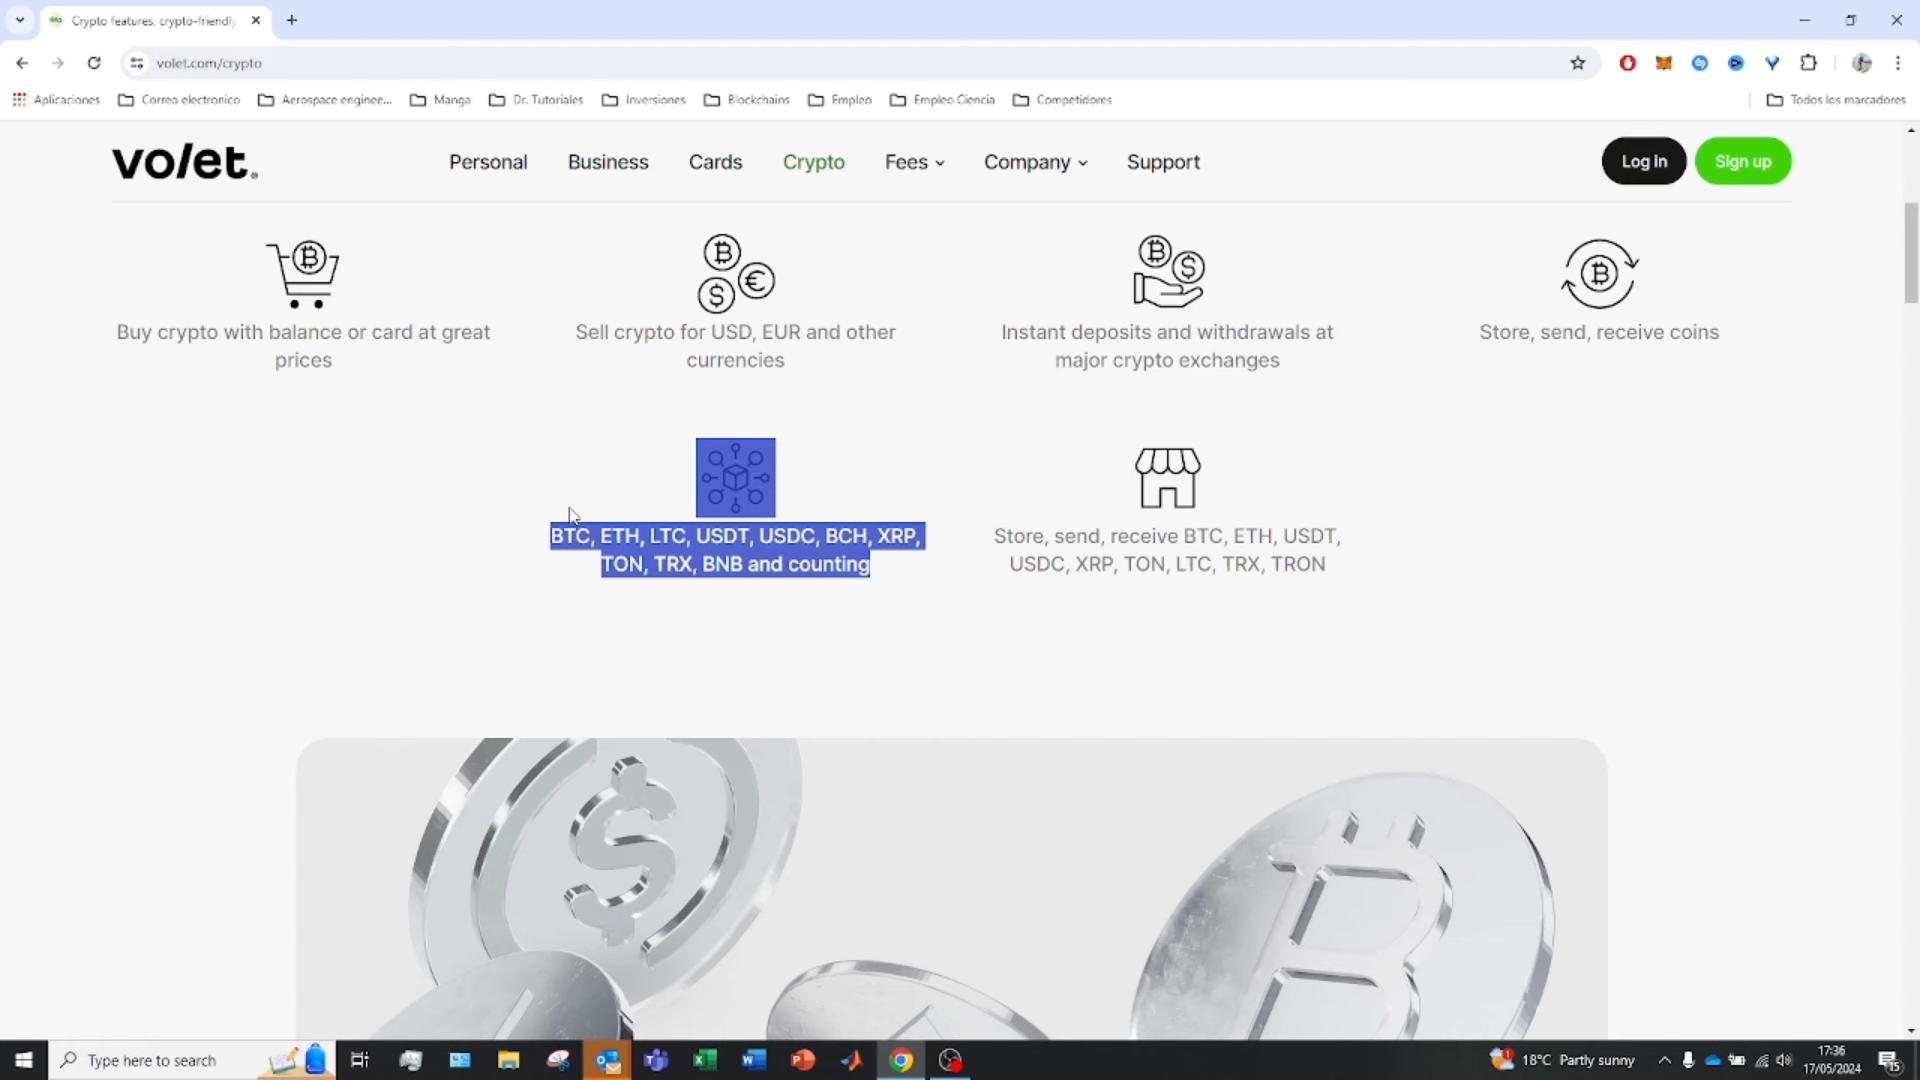 Crypto features, crypto-friendly
volet.com/crypto
Aplicaciones
Correo electronico
Aerospace enginee...
Manga
Dr. Tutoriales
Inversiones
Blockchains
Empleo
Empleo Ciencia
Competidores
Todos los marcadores
volet.
Personal
Business
Cards
Crypto
Fees
Company
Support
Log in
Sign up
Buy crypto with balance or card at great
prices
Sell crypto for USD, EUR and other
currencies
Instant deposits and withdrawals at
major crypto exchanges
Store, send, receive coins
BTC, ETH, LTC, USDT, USDC, BCH, XRP,
TON, TRX, BNB and counting
Store, send, receive BTC, ETH, USDT,
USDC, XRP, TON, LTC, TRX, TRON
Type here to search
18°C Partly sunny
17:36
17/05/2024
15